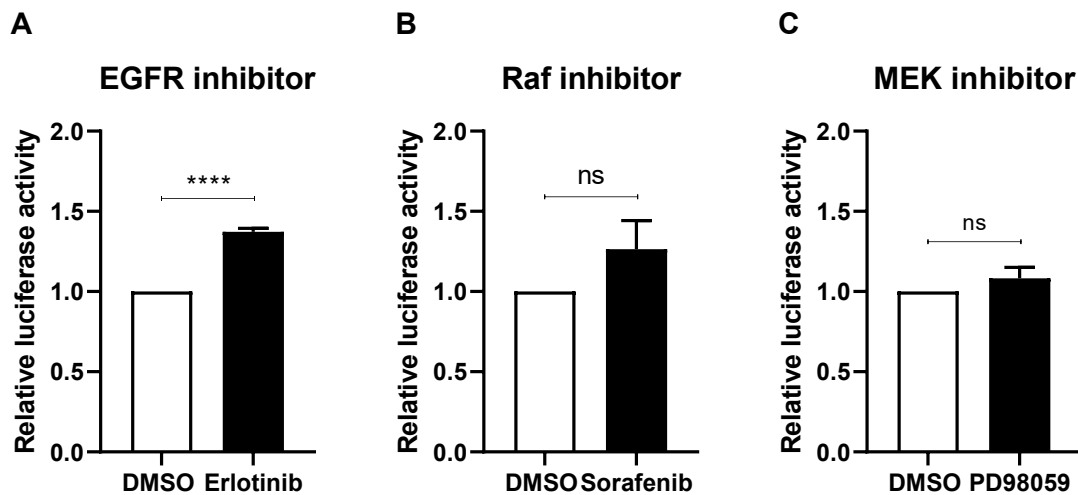 A
EGFR inhibitor
Relative luciferase activity
2.0
1.5
1.0
0.5
0.0
****
DMSO Erlotinib
B
Raf inhibitor
Relative luciferase activity
2.0
1.5
1.0
0.5
0.0
ns
DMSO Sorafenib
C
MEK inhibitor
Relative luciferase activity
2.0
1.5
1.0
0.5
0.0
ns
DMSO PD98059